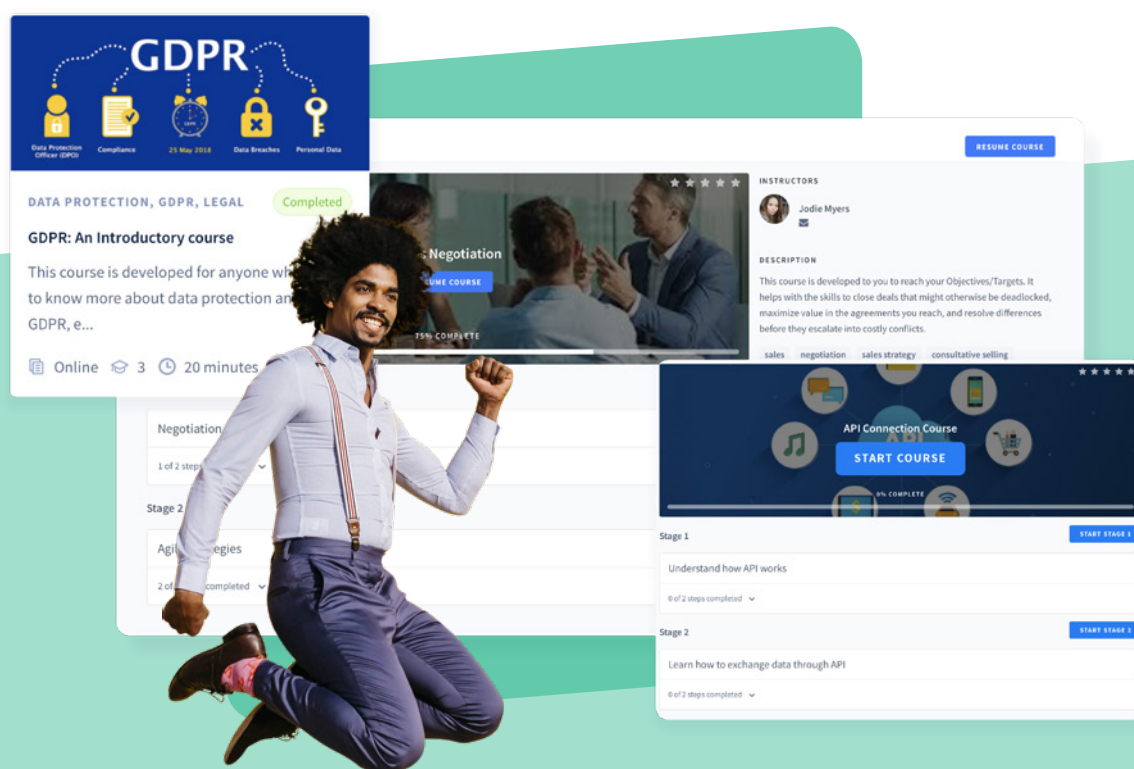 GDPR
Data Protection
Officer (DPO)
Compliance
25 May 2018
Data Breaches
Personal Data
DATA PROTECTION, GDPR, LEGAL
Completed
GDPR: An Introductory course
This course is developed for anyone wh
to know more about data protection an
GDPR, e...
Online 3 20 minutes
RESUME COURSE
Negotiation
UME COURSE
75% COMPLETE
INSTRUCTORS
Jodie Myers
DESCRIPTION
This course is developed to you to reach your Objectives/Targets. It
helps with the skills to close deals that might otherwise be deadlocked,
maximize value in the agreements you reach, and resolve differences
before they escalate into costly conflicts.
sales negotiation sales strategy consultative selling
Negotiation
1 of 2 steps
Stage 2
Agil egies
2 of completed
API
API Connection Course
START COURSE
0% COMPLETE
Stage 1
START STAGE 1
Understand how API works
0 of 2 steps completed
Stage 2
START STAGE 2
Learn how to exchange data through API
0 of 2 steps completed